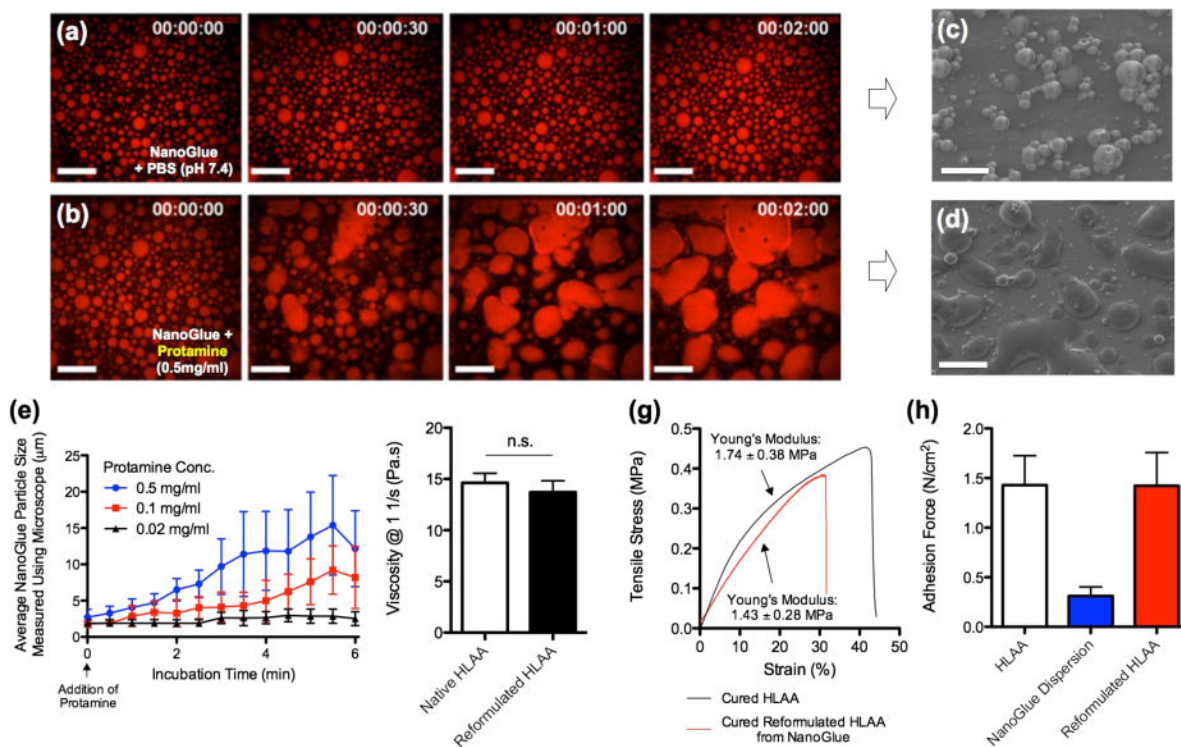 (a)
00:00:00
00:00:30
00:01:00
00:02:00
NanoGlue
+ PBS (pH 7.4)
(c)
(b)
00:00:00
00:00:30
00:01:00
00:02:00
NanoGlue +
Protamine
(0.5mg/ml)
(d)
(e)
Average NanoGlue Particle Size
Measured Using Microscope (μm)
25
20
15
10
5
0
Protamine Conc.
0.5 mg/ml
0.1 mg/ml
0.02 mg/ml
0
2
4
6
Incubation Time (min)
Addition of
Protamine
Viscosity @ 1 1/s (Pa.s)
20
15
10
5
0
n.s.
Native HLAA
Reformulated HLAA
(g)
Tensile Stress (MPa)
0.5
0.4
0.3
0.2
0.1
0.0
Young's Modulus:
1.74 ± 0.38 MPa
Young's Modulus:
1.43 ± 0.28 MPa
0
10
20
30
40
50
Strain (%)
Cured HLAA
Cured Reformulated HLAA
from NanoGlue
(h)
Adhesion Force (N/cm²)
2.0
1.5
1.0
0.5
0.0
HLAA
NanoGlue Dispersion
Reformulated HLAA